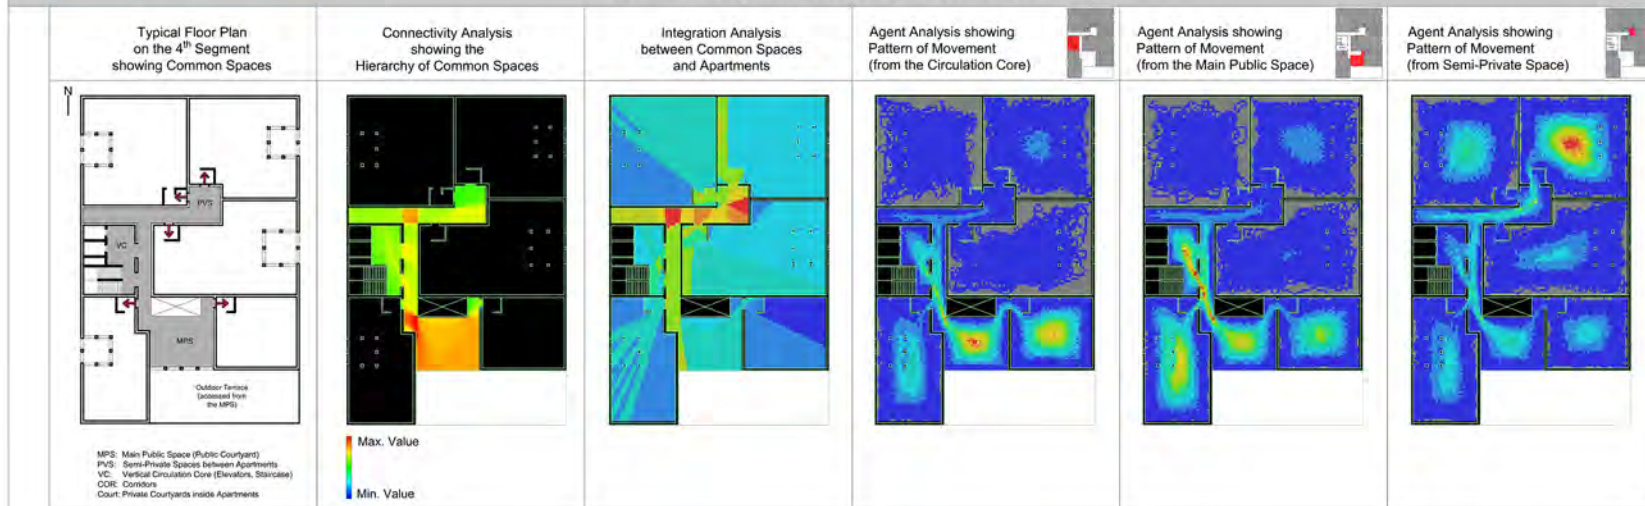 Typical Floor Plan
on the 4th Segment
showing Common Spaces
Connectivity Analysis
showing the
Hierarchy of Common Spaces
Integration Analysis
between Common Spaces
and Apartments
Agent Analysis showing
Pattern of Movement
(from the Circulation Core)
Agent Analysis showing
Pattern of Movement
(from the Main Public Space)
Agent Analysis showing
Pattern of Movement
(from Semi-Private Space)
N
PVS
VC
MPS
Outdoor Terrace
(accessed from
the MPS)
MPS: Main Public Space (Public Courtyard)
PVS: Semi-Private Spaces between Apartments
VC: Vertical Circulation Core (Elevators, Staircase)
COR: Corridors
Court: Private Courtyards inside Apartments
Max. Value
Min. Value